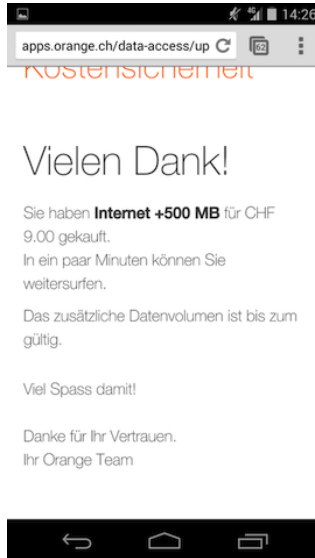 4G 14:26
apps.orange.ch/data-access/up 62
Kostensicherheit
Vielen Dank!
Sie haben Internet +500 MB für CHF
9.00 gekauft.
In ein paar Minuten können Sie
weitersurfen.
Das zusätzliche Datenvolumen ist bis zum
gültig.
Viel Spass damit!
Danke für Ihr Vertrauen.
Ihr Orange Team